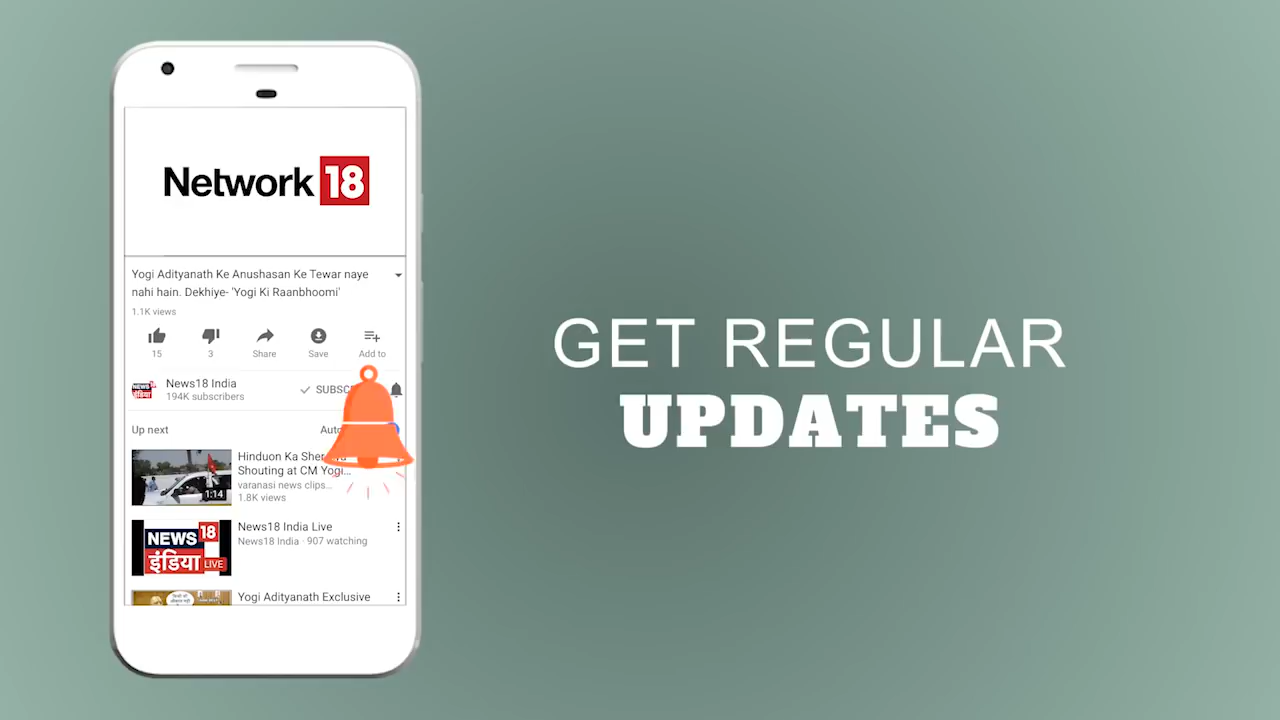 Network 18
Yogi Adityanath Ke Anushasan Ke Tewar naye
nahi hain. Dekhiye- 'Yogi Ki Raanbhoomi'
1.1K views
15
3
Share
Save
Add to
News18 India
194K subscribers
SUBSC
Up next
Auto
Hinduon Ka She
Shouting at CM Yogi...
varanasi news clips...
1.8K views
1:14
News18 India Live
News18 India · 907 watching
NEWS 18
इंडिया LIVE
Yogi Adityanath Exclusive
GET REGULAR
UPDATES